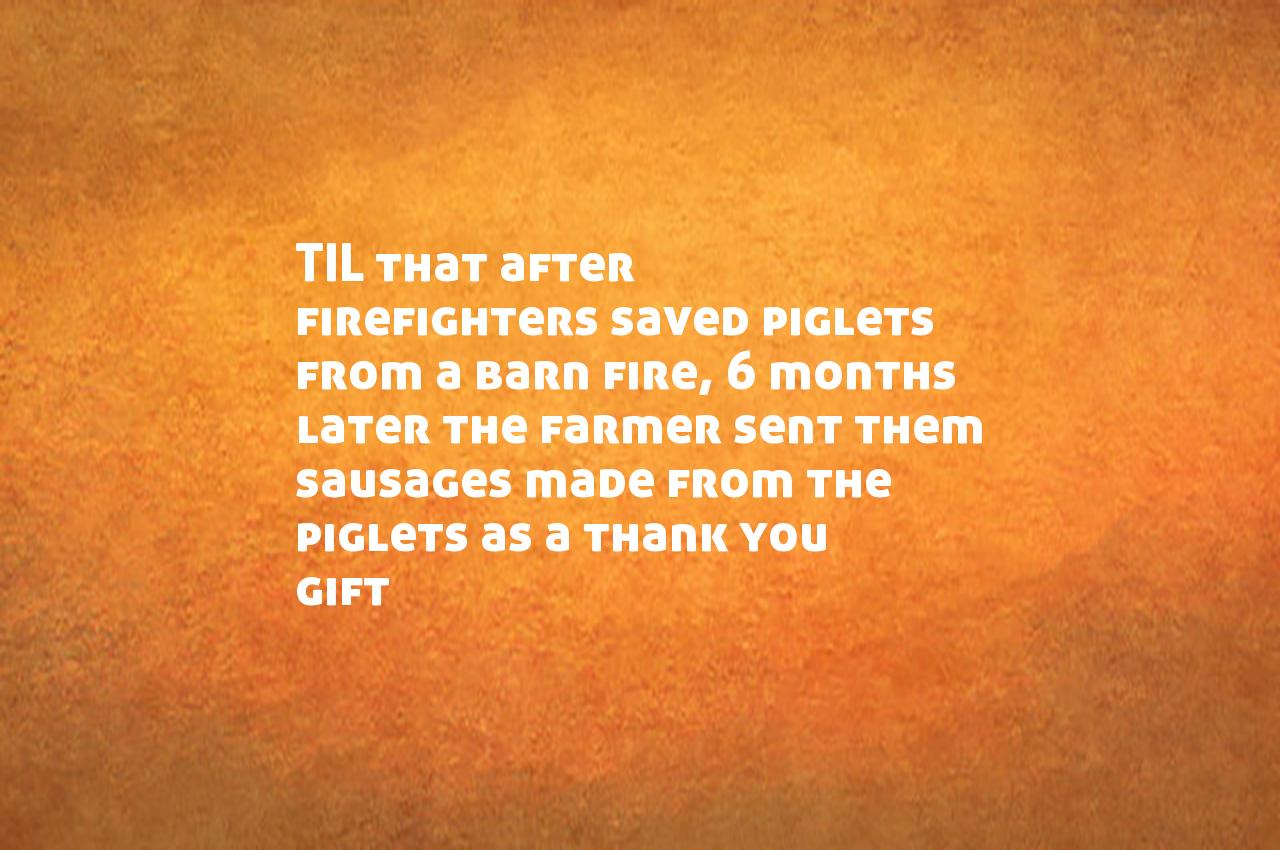 TIL that after
firefighters saved piglets
from a barn fire, 6 months
later the farmer sent them
sausages made from the
piglets as a thank you
gift